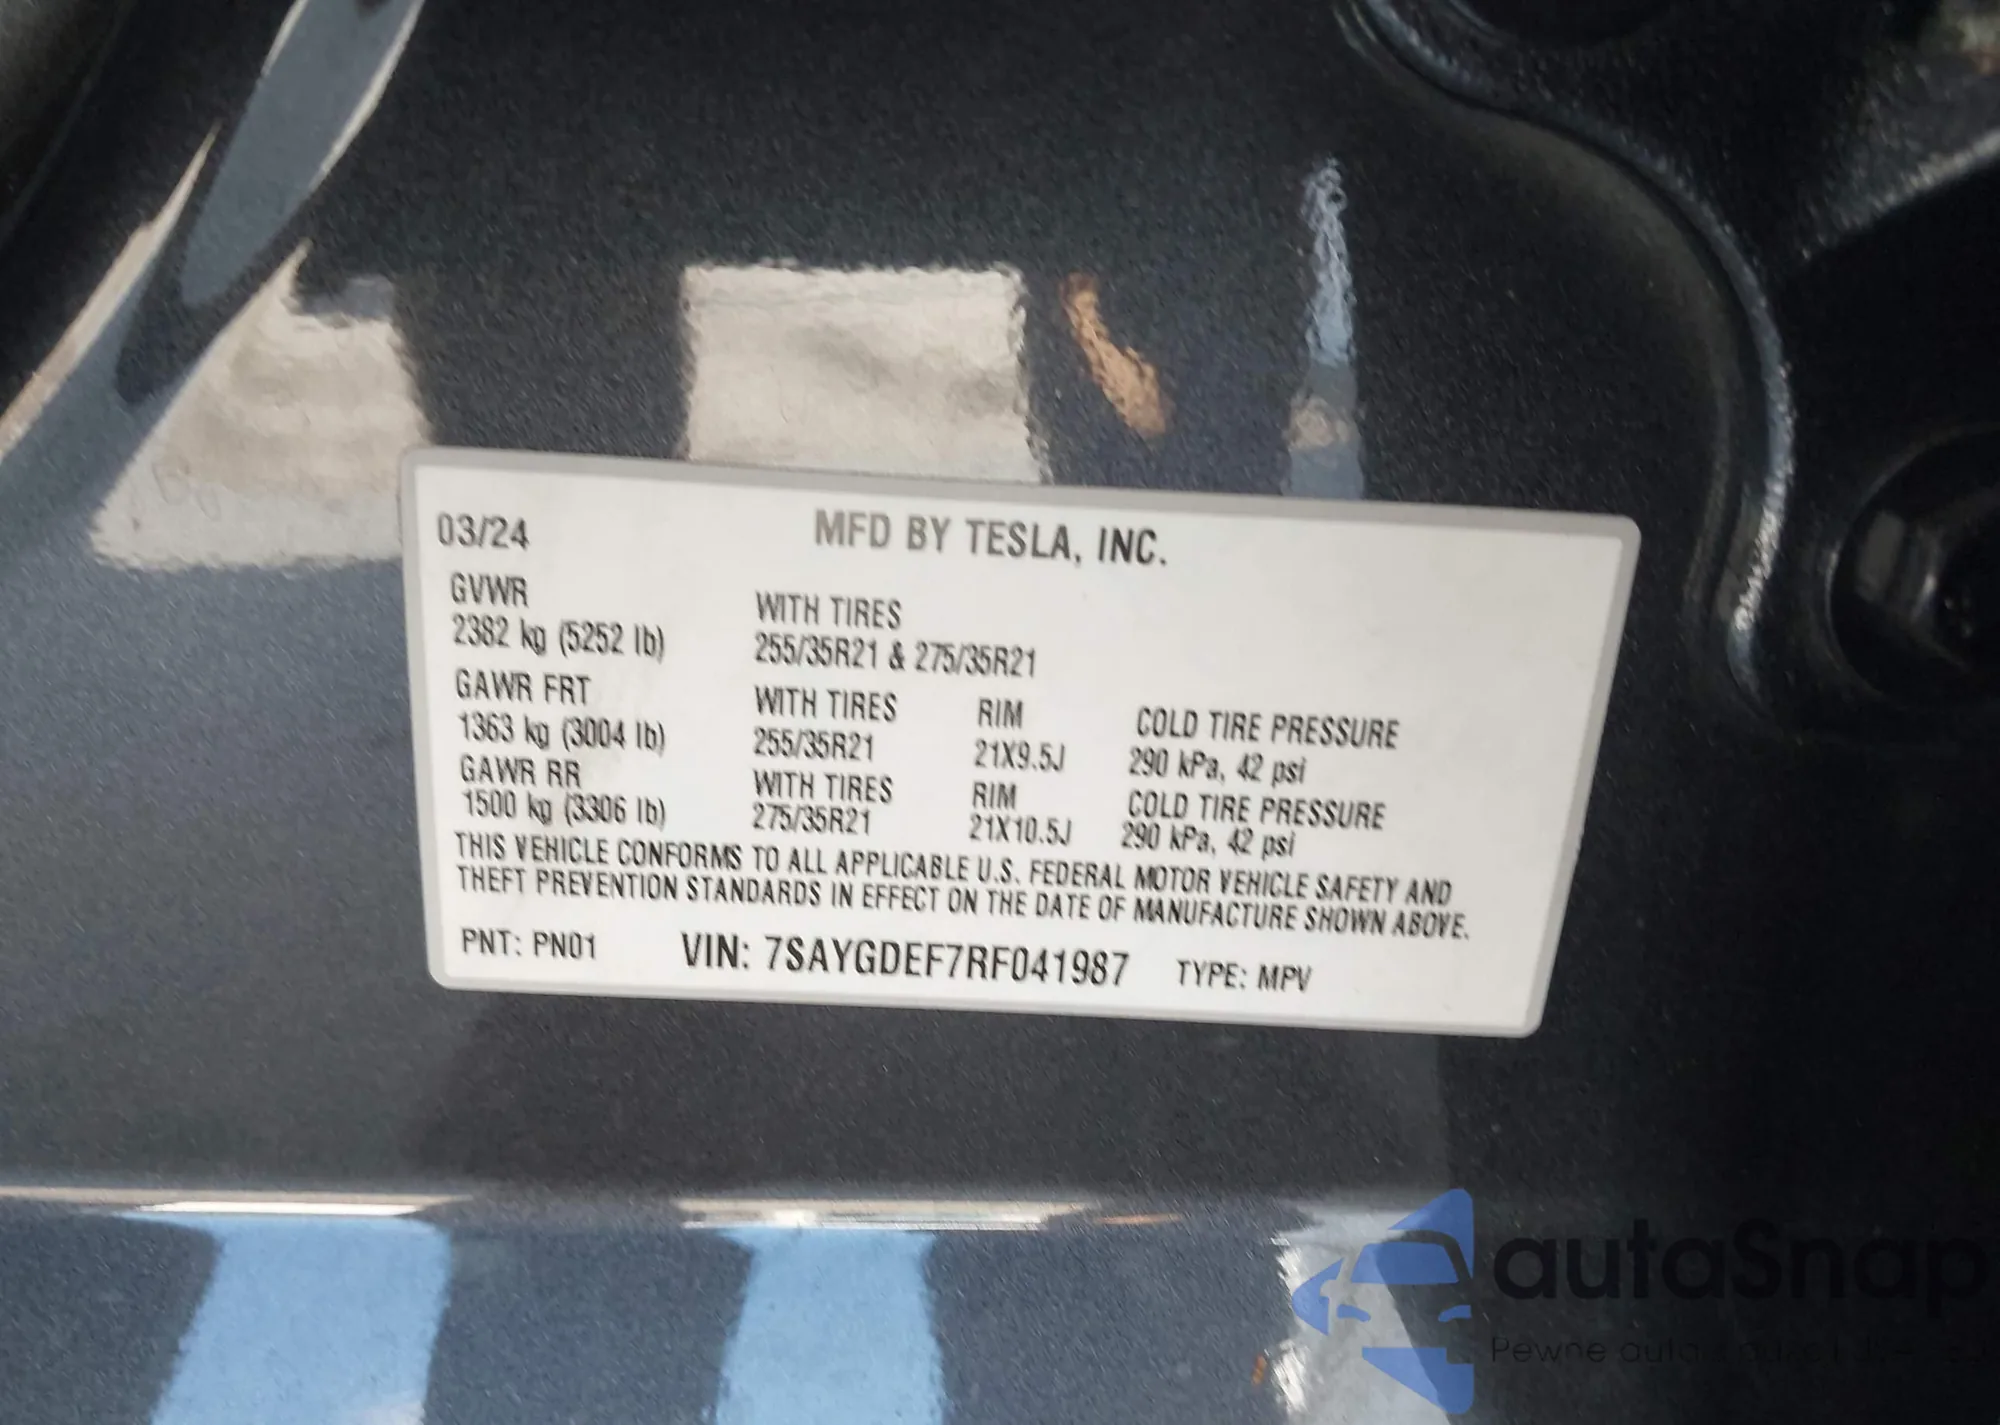 03/24 MFD BY TESLA, INC.
GVWR WITH TIRES
2382 kg (5252 lb) 255/35R21 & 275/35R21
GAWR FRT WITH TIRES RIM COLD TIRE PRESSURE
1363 kg (3004 lb) 255/35R21 21X9.5J 290 kPa, 42 psi
GAWR RR WITH TIRES RIM COLD TIRE PRESSURE
1500 kg (3306 lb) 275/35R21 21X10.5J 290 kPa, 42 psi
THIS VEHICLE CONFORMS TO ALL APPLICABLE U.S. FEDERAL MOTOR VEHICLE SAFETY AND
THEFT PREVENTION STANDARDS IN EFFECT ON THE DATE OF MANUFACTURE SHOWN ABOVE.
PNT: PN01 VIN: 7SAYGDEF7RF041987 TYPE: MPV
autaSnap
Pewne auta